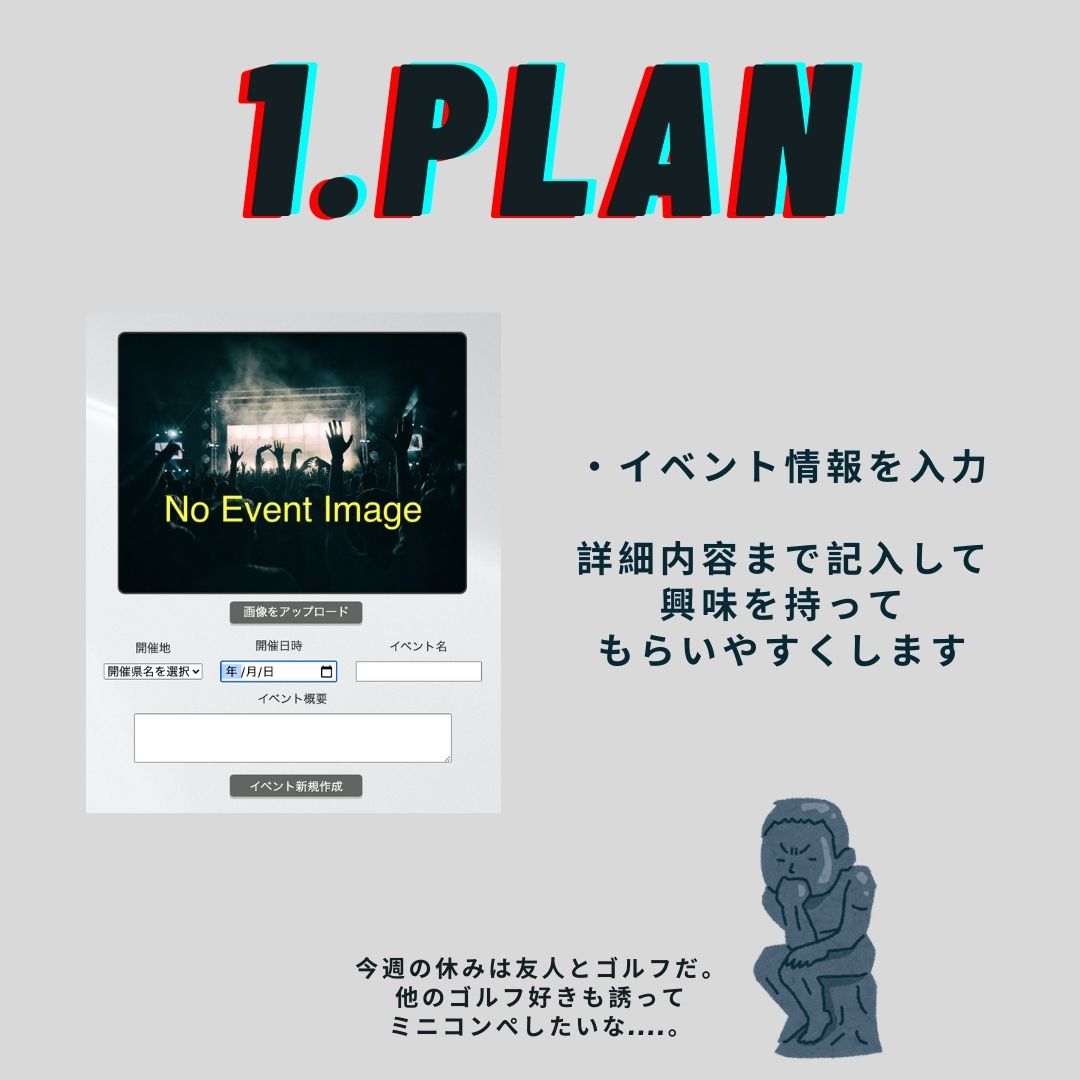 1.PLAN
No Event Image
画像をアップロード
開催地 開催日時 イベント名
開催県名を選択 年/月/日
イベント概要
イベント新規作成
・イベント情報を入力
詳細内容まで記入して
興味を持って
もらいやすくします
今週の休みは友人とゴルフだ。
他のゴルフ好きも誘って
ミニコンペしたいな....。